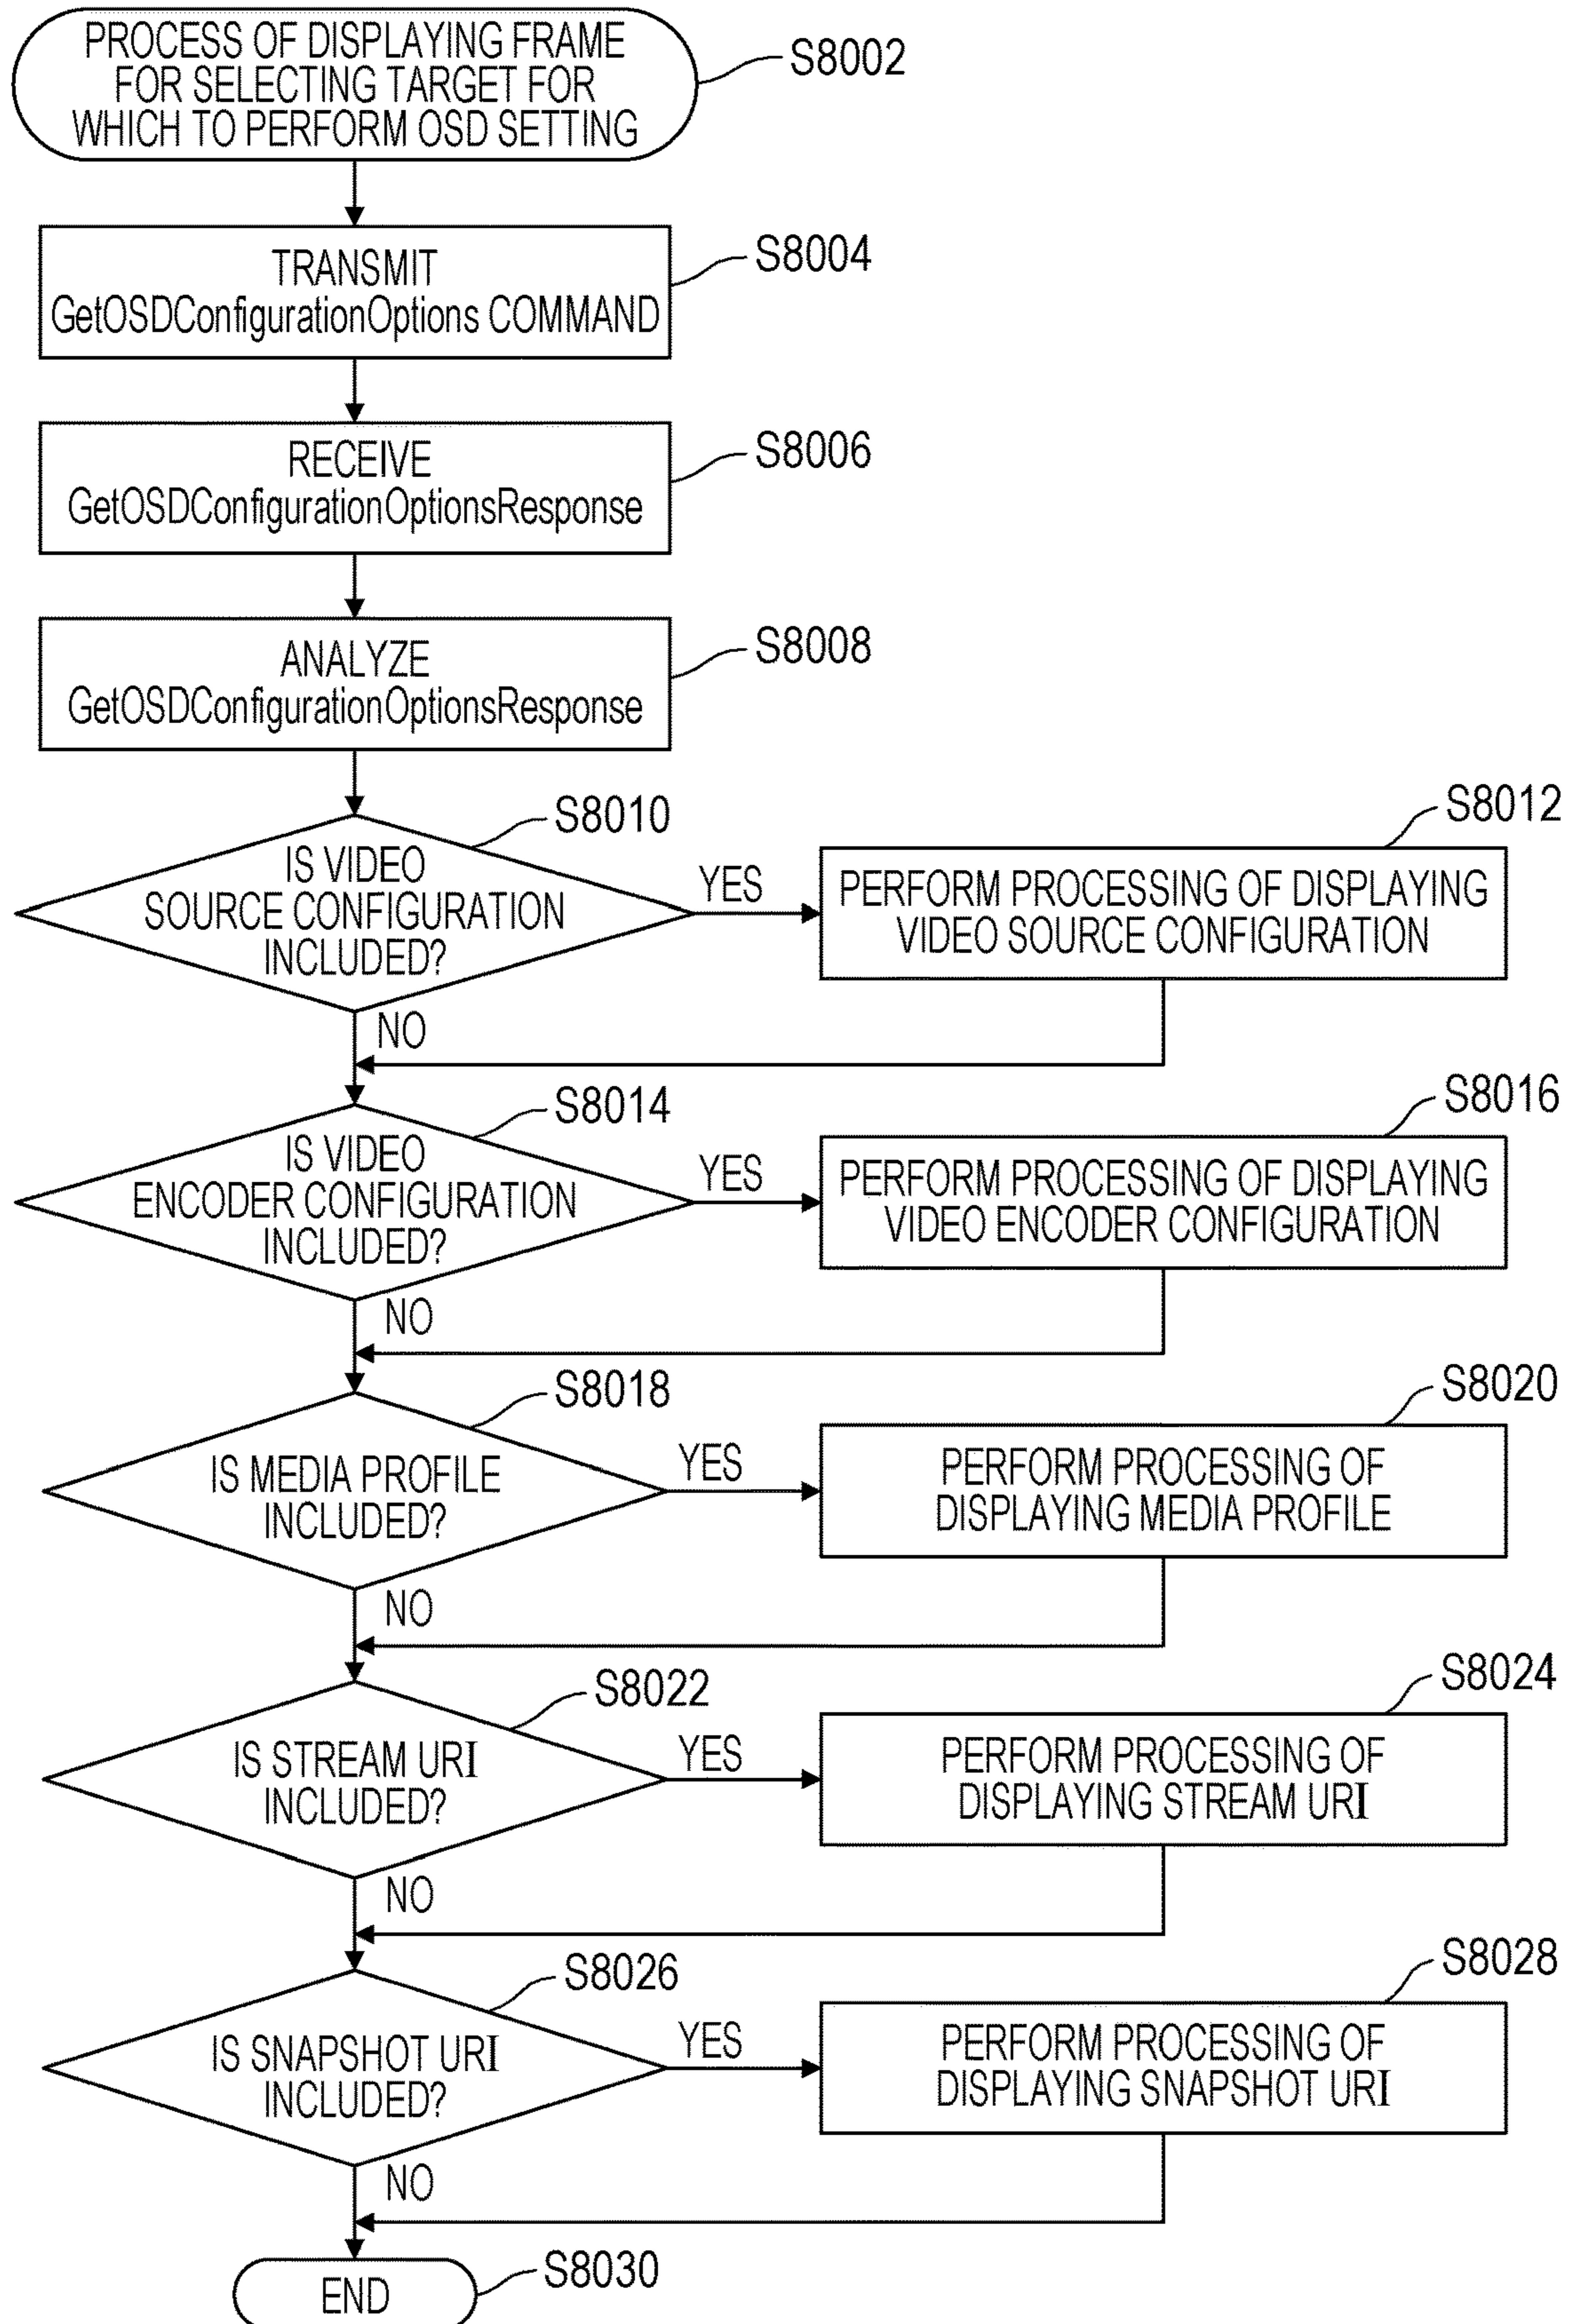 PROCESS OF DISPLAYING FRAME
FOR SELECTING TARGET FOR
WHICH TO PERFORM OSD SETTING
S8002
TRANSMIT
GetOSDConfigurationOptions COMMAND
S8004
RECEIVE
GetOSDConfigurationOptionsResponse
S8006
ANALYZE
GetOSDConfigurationOptionsResponse
S8008
IS VIDEO
SOURCE CONFIGURATION
INCLUDED?
S8010
YES
NO
PERFORM PROCESSING OF DISPLAYING
VIDEO SOURCE CONFIGURATION
S8012
IS VIDEO
ENCODER CONFIGURATION
INCLUDED?
S8014
YES
NO
PERFORM PROCESSING OF DISPLAYING
VIDEO ENCODER CONFIGURATION
S8016
IS MEDIA PROFILE
INCLUDED?
S8018
YES
NO
PERFORM PROCESSING OF
DISPLAYING MEDIA PROFILE
S8020
IS STREAM URI
INCLUDED?
S8022
YES
NO
PERFORM PROCESSING OF
DISPLAYING STREAM URI
S8024
IS SNAPSHOT URI
INCLUDED?
S8026
YES
NO
PERFORM PROCESSING OF
DISPLAYING SNAPSHOT URI
S8028
END
S8030